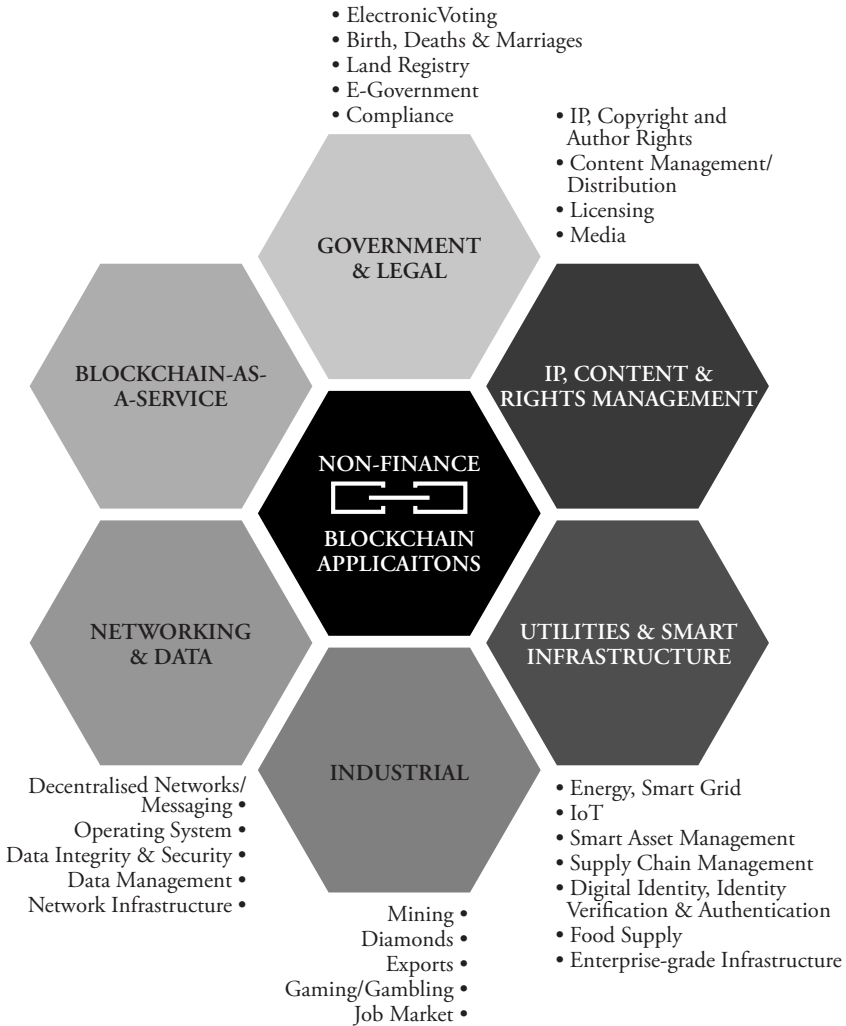 • ElectronicVoting
• Birth, Deaths & Marriages
• Land Registry
• E-Government
• Compliance
• IP, Copyright and
Author Rights
• Content Management/
Distribution
• Licensing
• Media
GOVERNMENT
& LEGAL
BLOCKCHAIN-AS-
A-SERVICE
IP, CONTENT &
RIGHTS MANAGEMENT
NON-FINANCE
BLOCKCHAIN
APPLICAITONS
NETWORKING
& DATA
UTILITIES & SMART
INFRASTRUCTURE
INDUSTRIAL
Decentralised Networks/
Messaging •
Operating System •
Data Integrity & Security •
Data Management •
Network Infrastructure •
• Energy, Smart Grid
• IoT
• Smart Asset Management
• Supply Chain Management
• Digital Identity, Identity
Verification & Authentication
• Food Supply
• Enterprise-grade Infrastructure
Mining •
Diamonds •
Exports •
Gaming/Gambling •
Job Market •